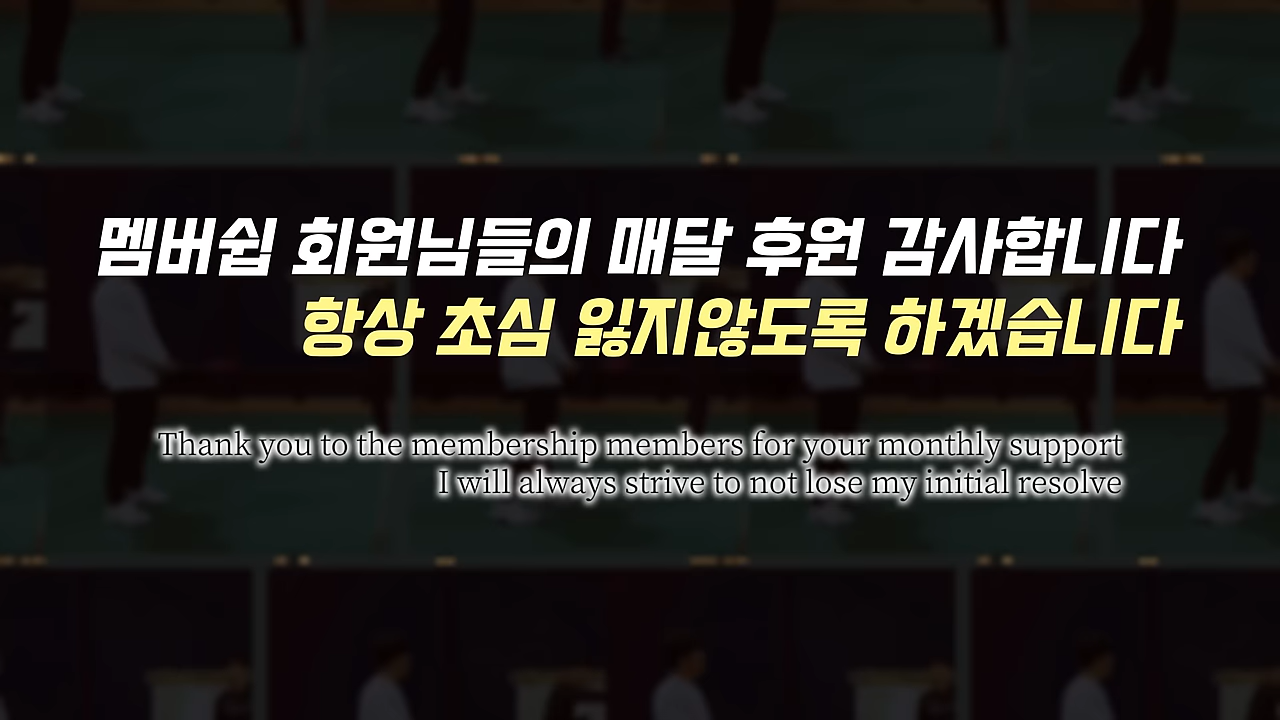 멤버쉽 회원님들의 매달 후원 감사합니다
항상 초심 잃지않도록 하겠습니다
Thank you to the membership members for your monthly support
I will always strive to not lose my initial resolve